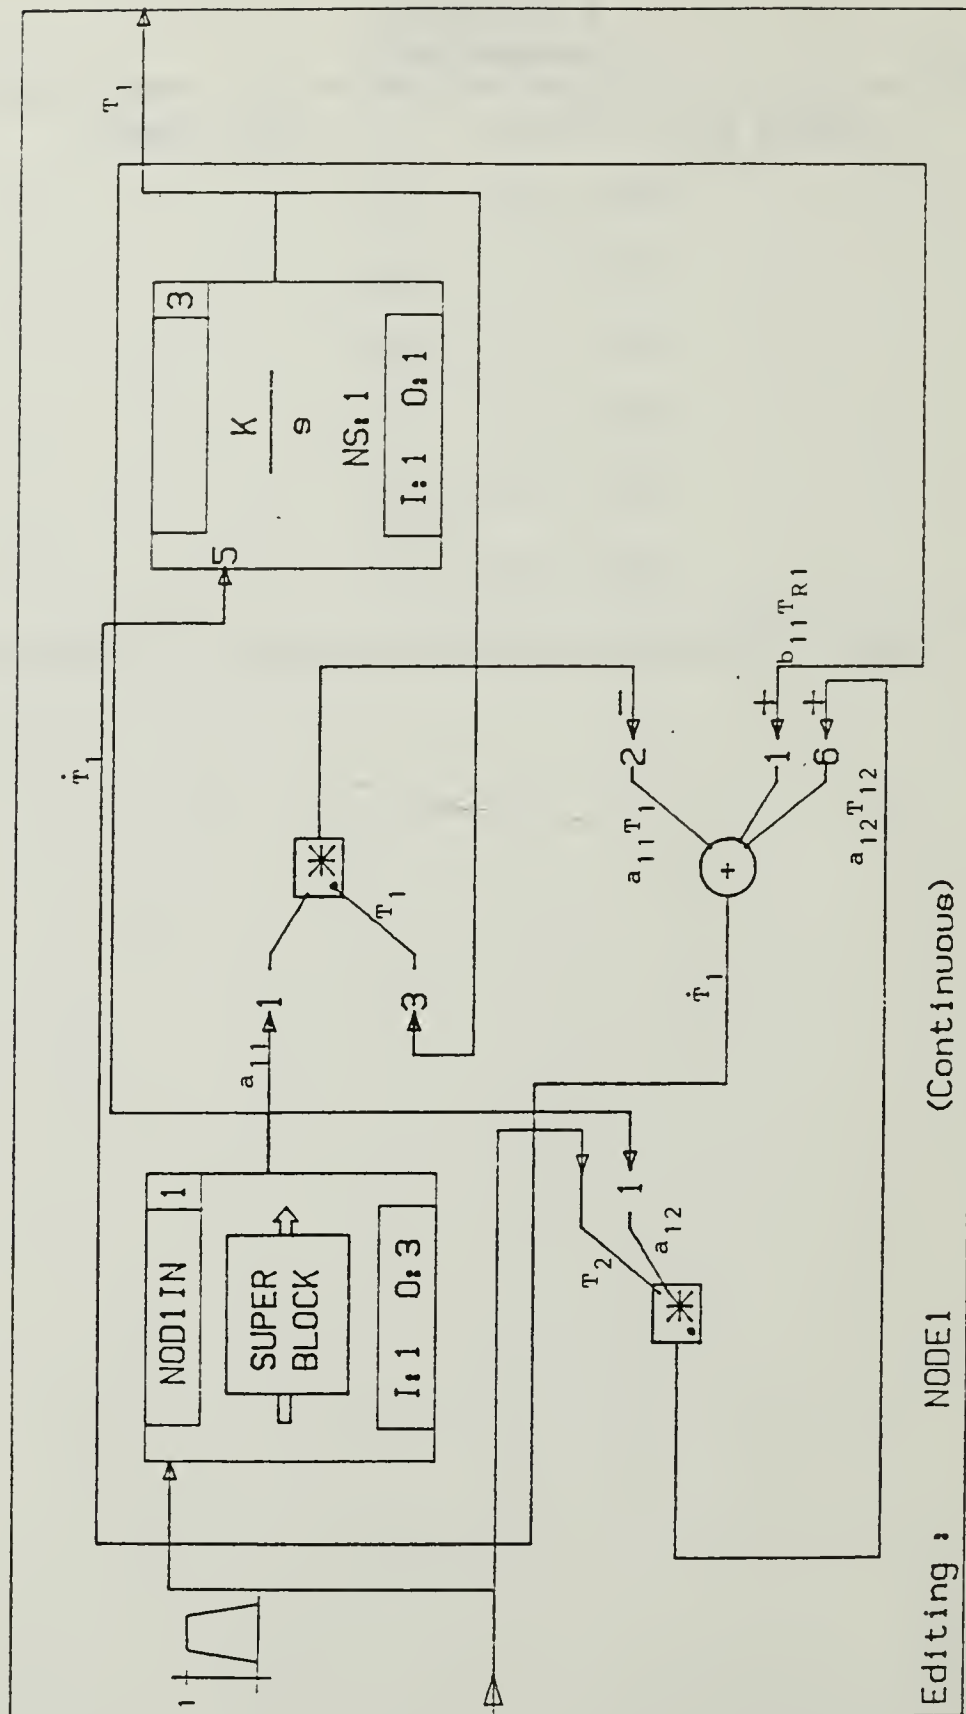 1
NOD1IN 1
SUPER
BLOCK
I: 1 O: 3
a11
1
3
T1
*
Ṫ1
5
3
K
s
NS: 1
I: 1 O: 1
T1
T2
1
a12
*
Ṫ1
+
a11T1
2
−
1
+
b11TR1
6
+
a12T12
Editing : NODE1 (Continuous)